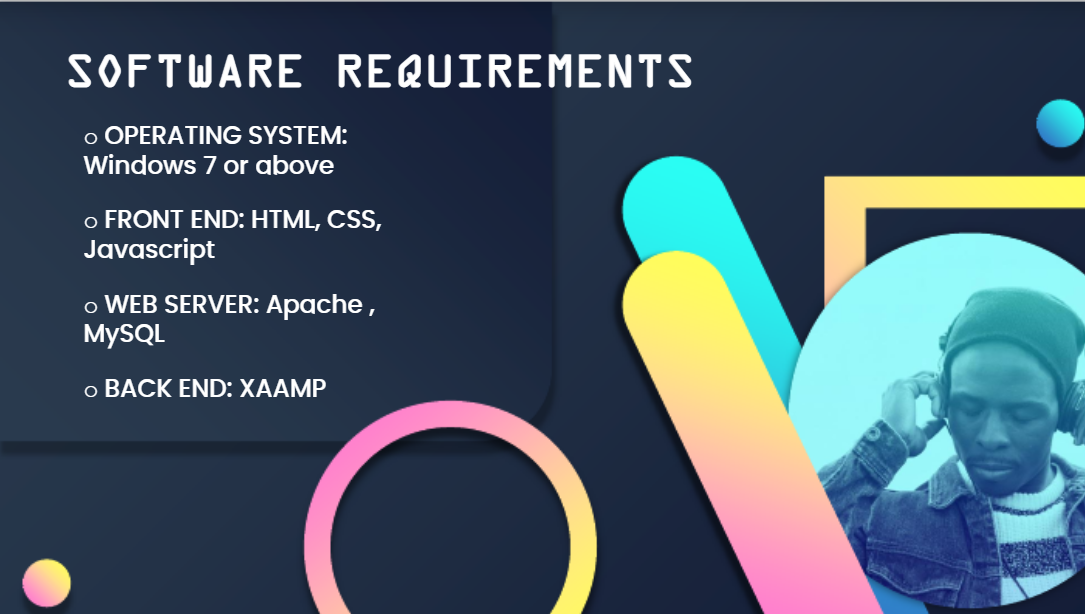 SOFTWARE REQUIREMENTS
o OPERATING SYSTEM:
Windows 7 or above
o FRONT END: HTML, CSS,
Javascript
o WEB SERVER: Apache ,
MySQL
o BACK END: XAAMP